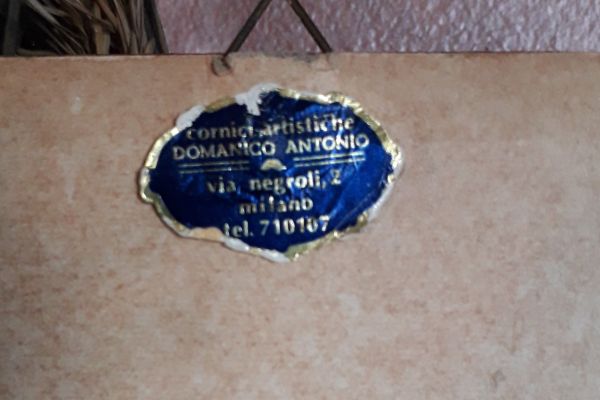 cornici artistiche
DOMANICO ANTONIO
via negroli, 2
milano
tel. 710107